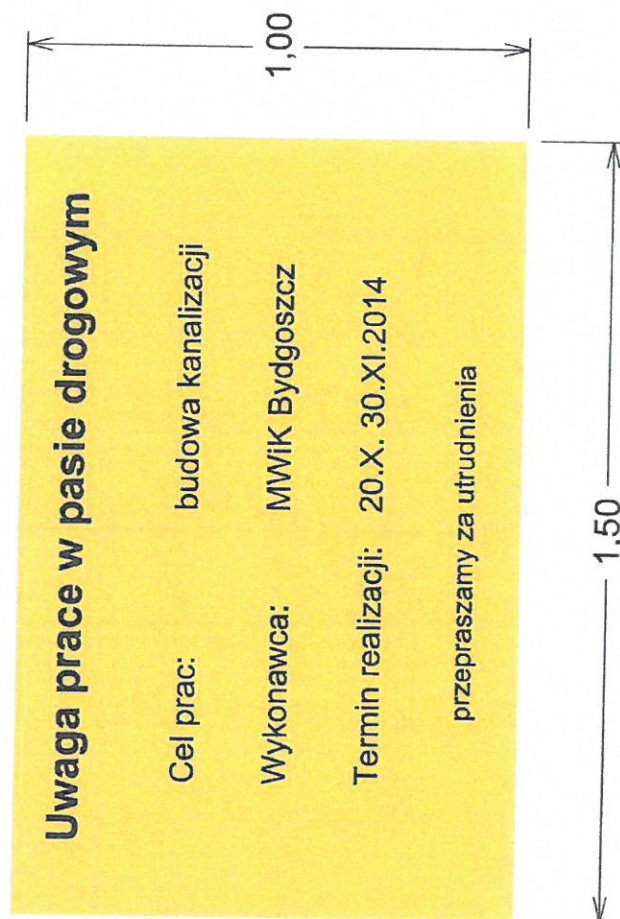 Uwaga prace w pasie drogowym
Cel prac: budowa kanalizacji
Wykonawca: MWiK Bydgoszcz
Termin realizacji: 20.X. 30.XI.2014
przepraszamy za utrudnienia
1,00
1,50